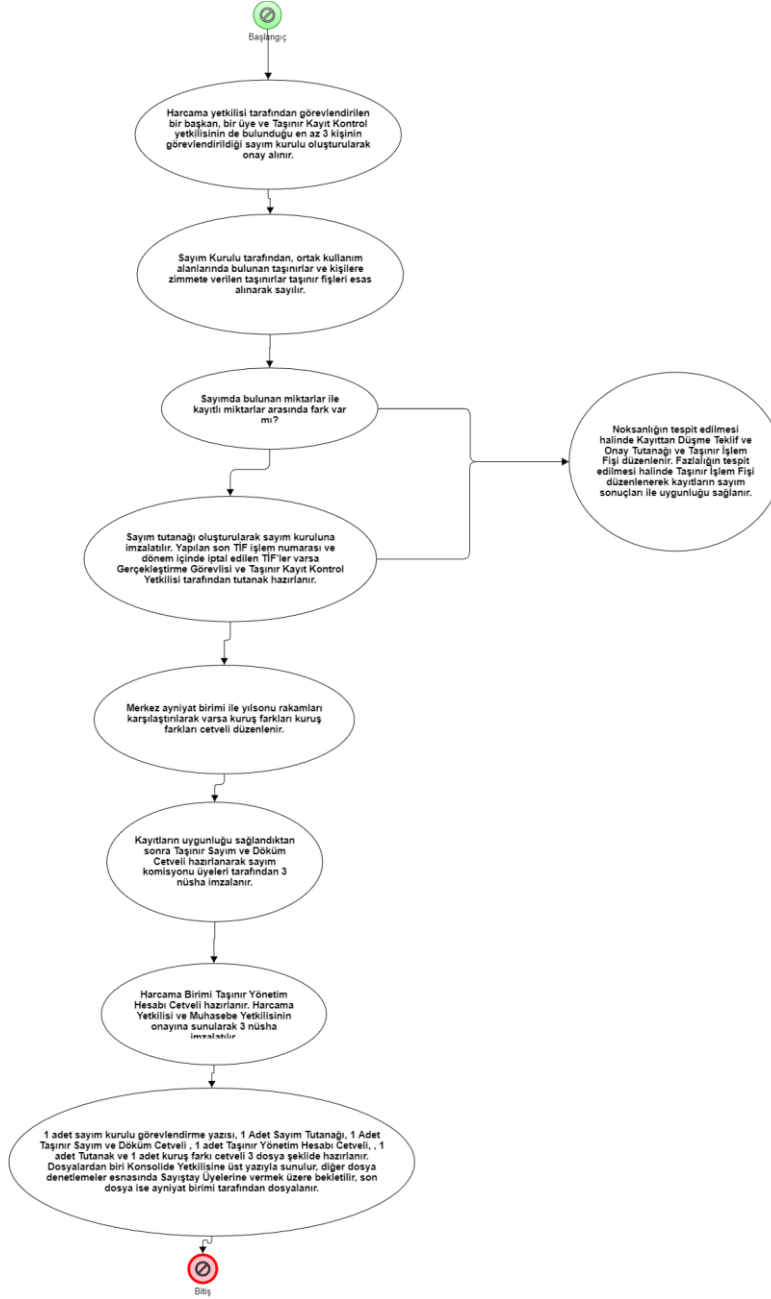 Başlangıç
Harcama yetkilisi tarafından görevlendirilen
bir başkan, bir üye ve Taşınır Kayıt Kontrol
yetkilisinin de bulunduğu en az 3 kişinin
görevlendirildiği sayım kurulu oluşturularak
onay alınır.
Sayım Kurulu tarafından, ortak kullanım
alanlarında bulunan taşınırlar ve kişilere
zimmete verilen taşınırlar taşınır fişleri esas
alınarak sayılır.
Sayımda bulunan miktarlar ile
kayıtlı miktarlar arasında fark var
mı?
Noksanlığın tespit edilmesi
halinde Kayıttan Düşme Teklif ve
Onay Tutanağı ve Taşınır İşlem
Fişi düzenlenir. Fazlalığın tespit
edilmesi halinde Taşınır İşlem Fişi
düzenlenerek kayıtların sayım
sonuçları ile uygunluğu sağlanır.
Sayım tutanağı oluşturularak sayım kuruluna
imzalatılır. Yapılan son TİF işlem numarası ve
dönem içinde iptal edilen TİF'ler varsa
Gerçekleştirme Görevlisi ve Taşınır Kayıt Kontrol
Yetkilisi tarafından tutanak hazırlanır.
Merkez ayniyat birimi ile yılsonu rakamları
karşılaştırılarak varsa kuruş farkları kuruş
farkları cetveli düzenlenir.
Kayıtların uygunluğu sağlandıktan
sonra Taşınır Sayım ve Döküm
Cetveli hazırlanarak sayım
komisyonu üyeleri tarafından 3
nüsha imzalanır.
Harcama Birimi Taşınır Yönetim
Hesabı Cetveli hazırlanır. Harcama
Yetkilisi ve Muhasebe Yetkilisinin
onayına sunularak 3 nüsha
imzalatılır
1 adet sayım kurulu görevlendirme yazısı, 1 Adet Sayım Tutanağı, 1 Adet
Taşınır Sayım ve Döküm Cetveli , 1 adet Taşınır Yönetim Hesabı Cetveli, , 1
adet Tutanak ve 1 adet kuruş farkı cetveli 3 dosya şeklide hazırlanır.
Dosyalardan biri Konsolide Yetkilisine üst yazıyla sunulur, diğer dosya
denetlemeler esnasında Sayıştay Üyelerine vermek üzere bekletilir, son
dosya ise ayniyat birimi tarafından dosyalanır.
Bitiş